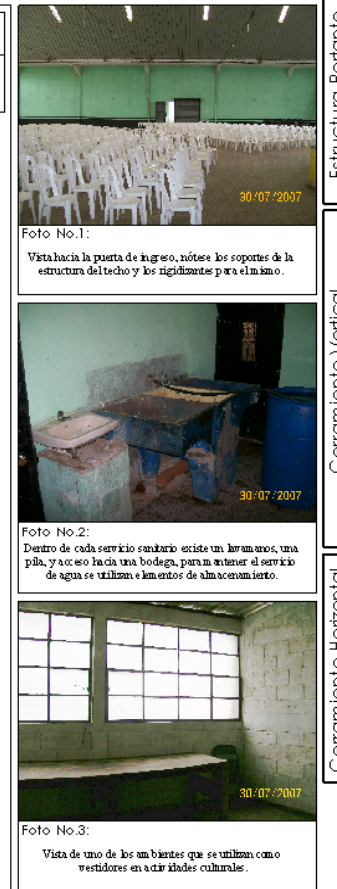 30/07/2007
Foto No.1:
Vista hacia la puerta de ingreso, nótese los soportes de la
estructura del techo y los rigidizantes para el mismo.
30/07/2007
Foto No.2:
Dentro de cada servicio sanitario existe un lavamanos, una
pila, y acceso hacia una bodega, para mantener el servicio
de agua se utilizan elementos de almacenamiento.
30/07/2007
Foto No.3:
Vista de uno de los ambientes que se utilizan como
vestidores en actividades culturales.
Estructura Portante
Cerramiento Vertical
Cerramiento Horizontal